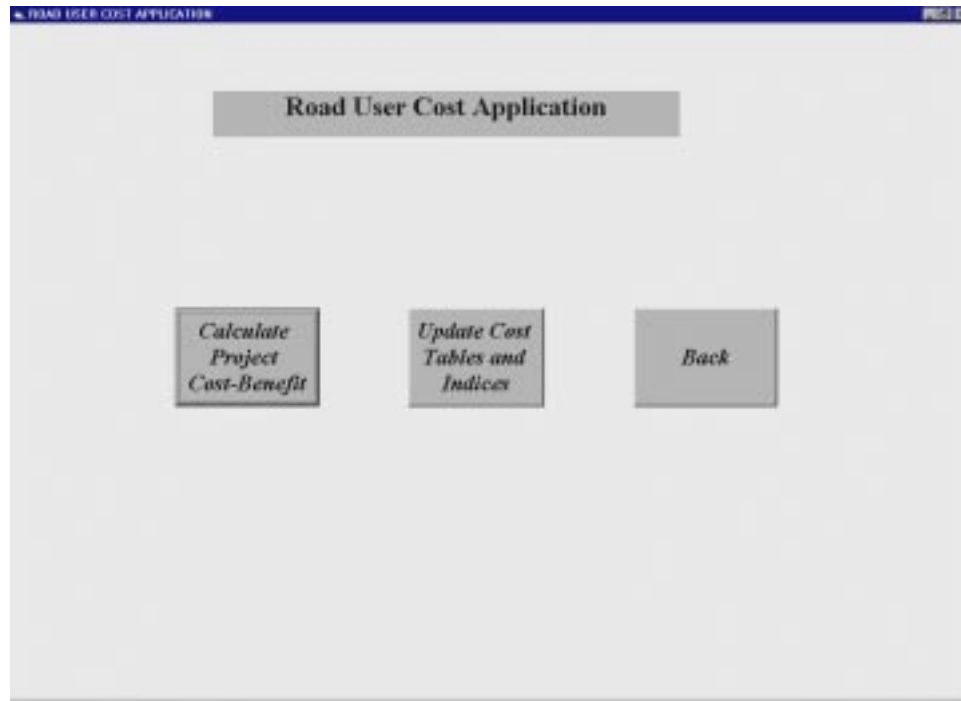 ROAD USER COST APPLICATION
Road User Cost Application
Calculate
Project
Cost-Benefit
Update Cost
Tables and
Indices
Back